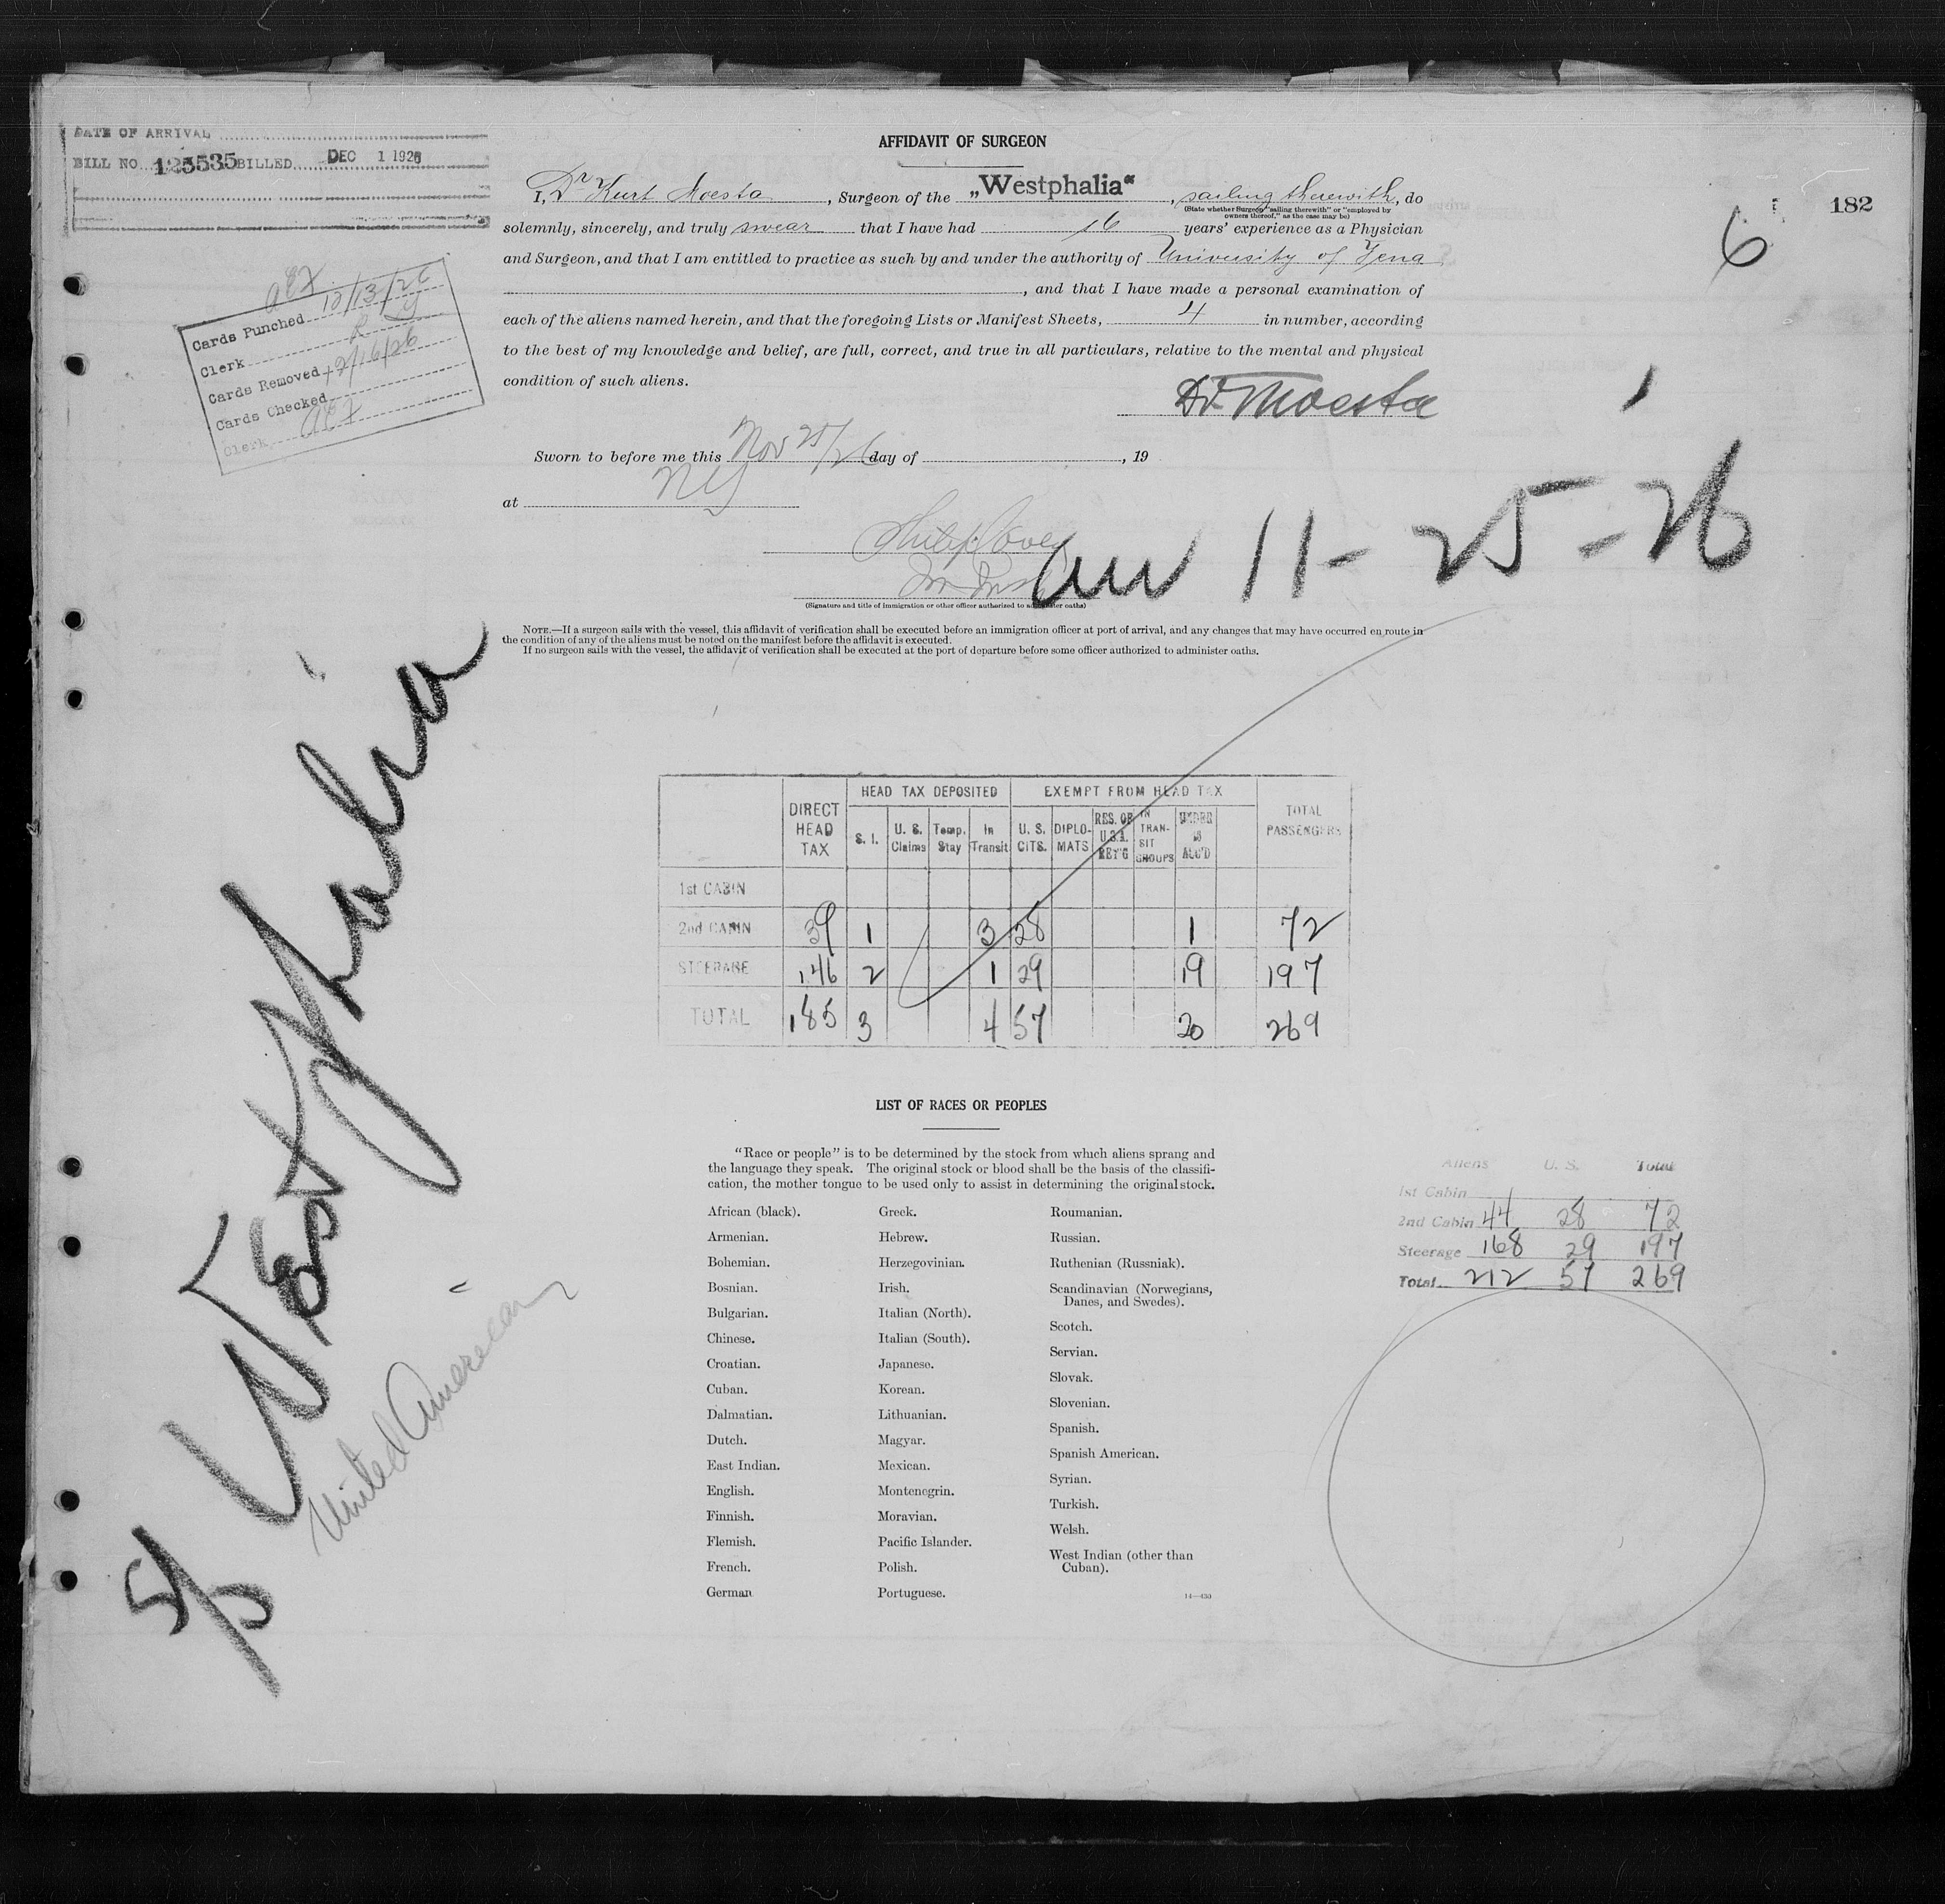 DATE OF ARRIVAL
BILL NO. 125535 BILLED DEC 1 1926
AFFIDAVIT OF SURGEON
I, Dr Kurt Moesta, Surgeon of the „Westphalia“, sailing therewith, do
(State whether Surgeon "sailing therewith" or "employed by
owners thereof," as the case may be)
182
6
solemnly, sincerely, and truly swear that I have had 16 years' experience as a Physician
and Surgeon, and that I am entitled to practice as such by and under the authority of University of Jena
, and that I have made a personal examination of
each of the aliens named herein, and that the foregoing Lists or Manifest Sheets, 4 in number, according
to the best of my knowledge and belief, are full, correct, and true in all particulars, relative to the mental and physical
condition of such aliens.
Dr. Moesta
Cards Punched
Clerk
Cards Removed 12/16/26
Cards Checked
Clerk
Sworn to before me this Nov 25/26 day of , 19
at NY
arr 11-25-26
(Signature and title of immigration or other officer authorized to administer oaths)
NOTE.—If a surgeon sails with the vessel, this affidavit of verification shall be executed before an immigration officer at port of arrival, and any changes that may have occurred en route in
the condition of any of the aliens must be noted on the manifest before the affidavit is executed.
If no surgeon sails with the vessel, the affidavit of verification shall be executed at the port of departure before some officer authorized to administer oaths.
S/S Westphalia
United American
HEAD TAX DEPOSITED EXEMPT FROM HEAD TAX
DIRECT HEAD TAX S. I. U. S. Claims Temp. Stay In Transit U. S. CITS. DIPLOMATS RES. OF U.S.A. RET'G IN TRANSIT GROUPS UNDER 16 ACC'D TOTAL PASSENGERS
1st CABIN
2nd CABIN 39 1 3 28 1 72
STEERAGE 146 2 1 29 19 197
TOTAL 185 3 4 57 20 269
LIST OF RACES OR PEOPLES
"Race or people" is to be determined by the stock from which aliens sprang and
the language they speak. The original stock or blood shall be the basis of the classifi-
cation, the mother tongue to be used only to assist in determining the original stock.
African (black).
Armenian.
Bohemian.
Bosnian.
Bulgarian.
Chinese.
Croatian.
Cuban.
Dalmatian.
Dutch.
East Indian.
English.
Finnish.
Flemish.
French.
German
Greek.
Hebrew.
Herzegovinian.
Irish.
Italian (North).
Italian (South).
Japanese.
Korean.
Lithuanian.
Magyar.
Mexican.
Montenegrin.
Moravian.
Pacific Islander.
Polish.
Portuguese.
Roumanian.
Russian.
Ruthenian (Russniak).
Scandinavian (Norwegians,
Danes, and Swedes).
Scotch.
Servian.
Slovak.
Slovenian.
Spanish.
Spanish American.
Syrian.
Turkish.
Welsh.
West Indian (other than
Cuban).
14—430
Aliens U. S. Total
1st Cabin
2nd Cabin 44 28 72
Steerage 168 29 197
Total 212 57 269